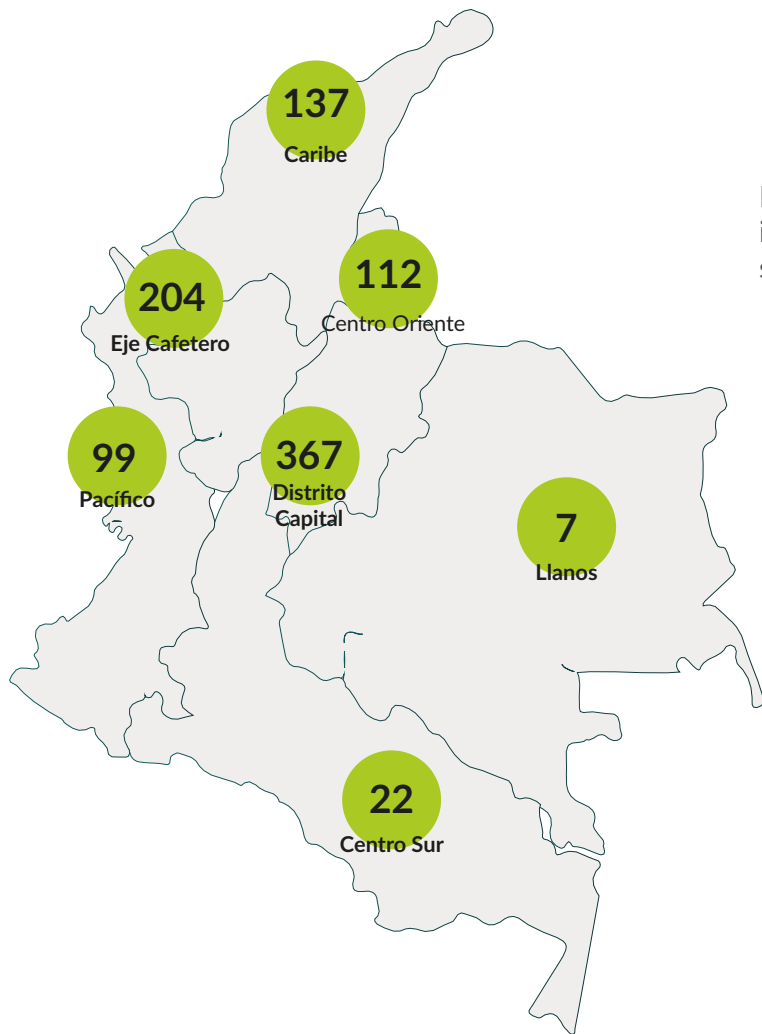 137
Caribe
112
Centro Oriente
204
Eje Cafetero
99
Pacífico
367
Distrito
Capital
7
Llanos
22
Centro Sur